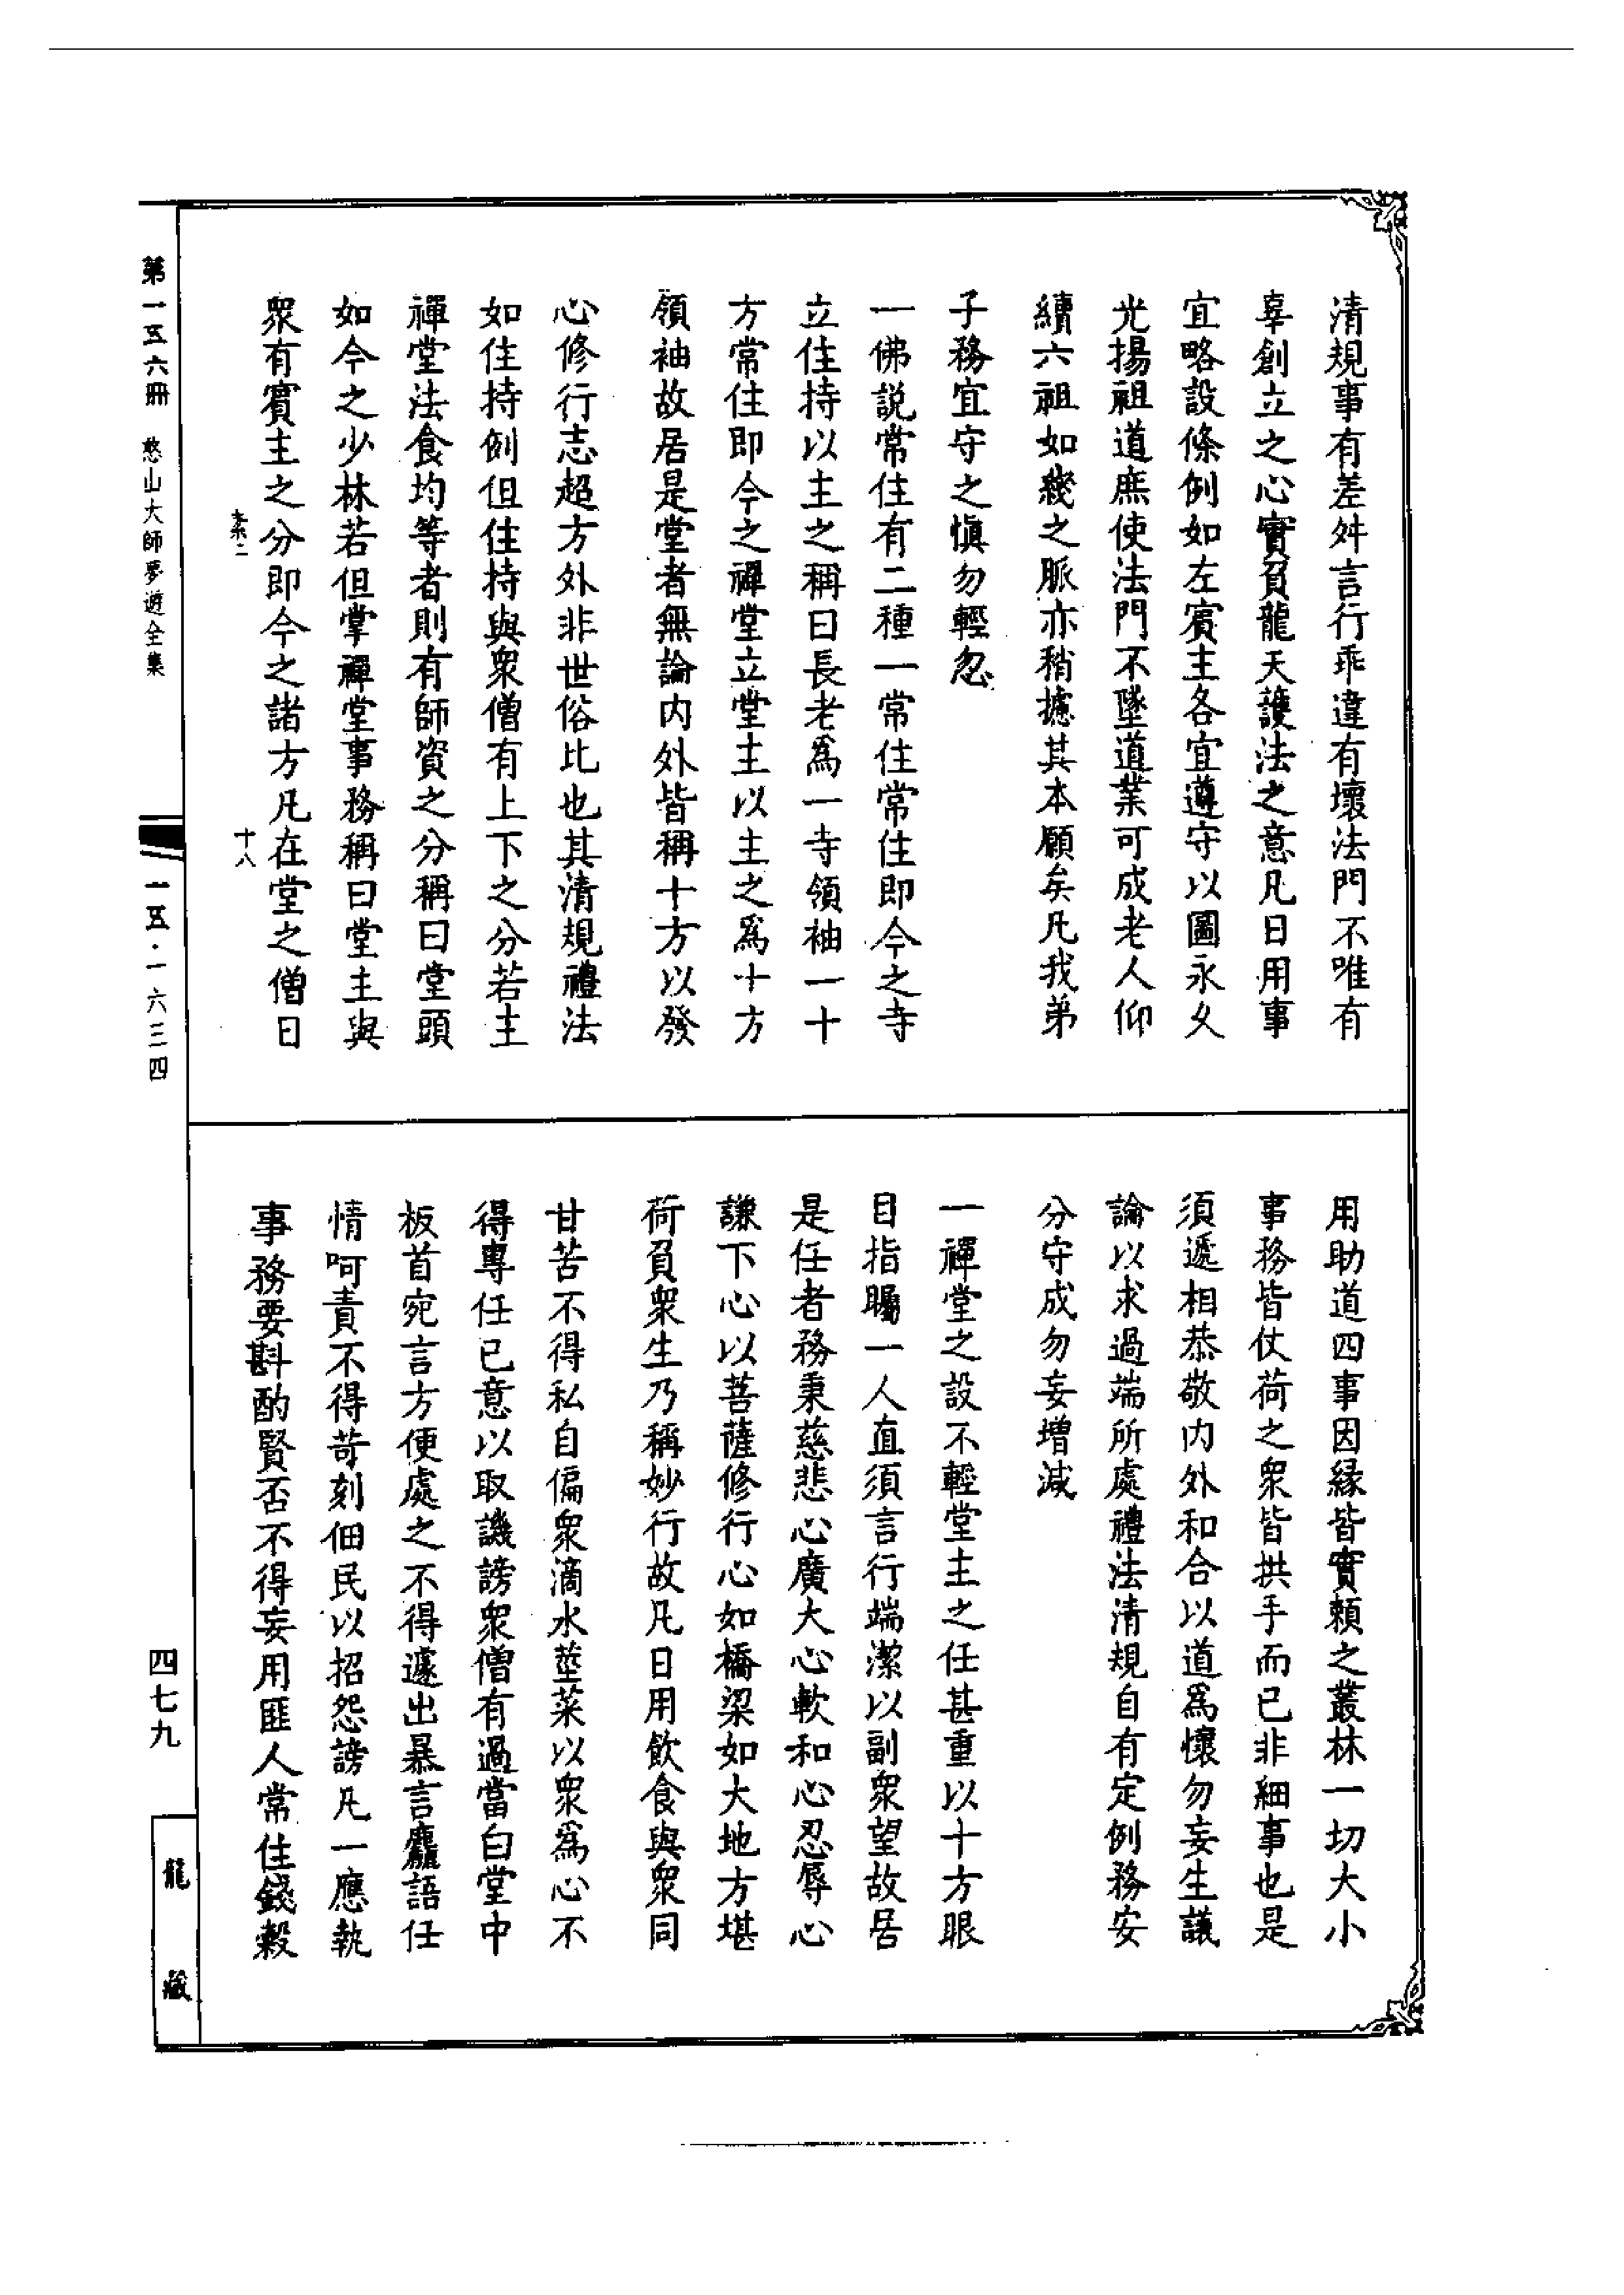 清規事有差舛言行乖違有壞法門不唯有
辜創立之心實負龍天護法之意凡日用事
宜略設條例如左賓主各宜遵守以圖永久
光揚祖道庶使法門不墜道業可成老人仰
續六祖如綫之脈亦稍攄其本願矣凡我弟
子務宜守之慎勿輕忽
一佛説常住有二種一常住常住即今之寺
立住持以主之稱曰長老爲一寺領袖一十
方常住即今之禪堂立堂主以主之爲十方
領袖故居是堂者無論内外皆稱十方以發
心修行志超方外非世俗比也其清規禮法
如住持例但住持與衆僧有上下之分若主
禪堂法食均等者則有師資之分稱曰堂頭
如今之少林若但掌禪堂事務稱曰堂主與
衆有賓主之分即今之諸方凡在堂之僧日
十八
用助道四事因緣皆實賴之叢林一切大小
事務皆仗荷之衆皆拱手而已非細事也是
須遞相恭敬内外和合以道爲懷勿妄生議
論以求過端所處禮法清規自有定例務安
分守成勿妄增減
一禪堂之設不輕堂主之任甚重以十方眼
目指矚一人直須言行端潔以副衆望故居
是任者務秉慈悲心廣大心軟和心忍辱心
謙下心以菩薩修行心如橋梁如大地方堪
荷負衆生乃稱妙行故凡日用飲食與衆同
甘苦不得私自偏衆滴水莖菜以衆爲心不
得專任已意以取譏謗衆僧有過當白堂中
板首宛言方便處之不得遽出暴言麤語任
情呵責不得苛刻佃民以招怨謗凡一應執
事務要斟酌賢否不得妄用匪人常住錢穀
第一五六冊 憨山大師夢遊全集
一五·一六三四
四七九
龍藏